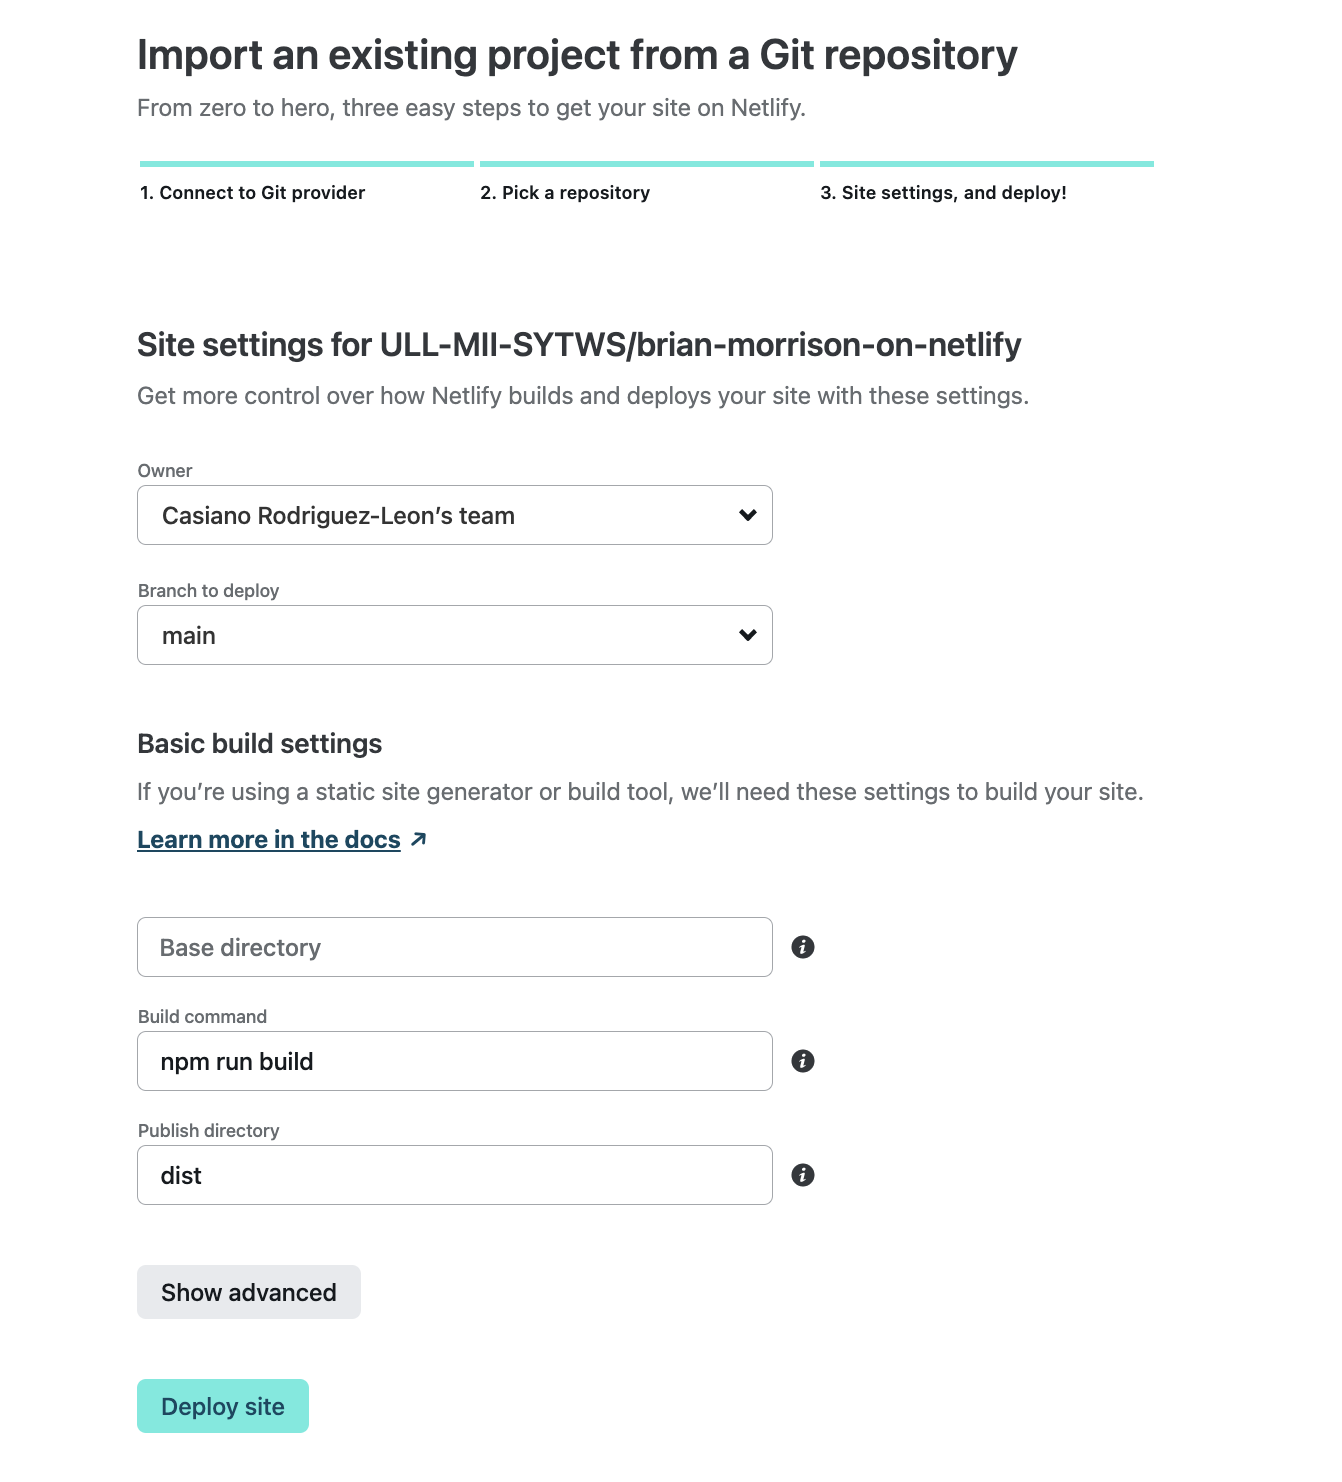 Import an existing project from a Git repository
From zero to hero, three easy steps to get your site on Netlify.
1. Connect to Git provider
2. Pick a repository
3. Site settings, and deploy!
Site settings for ULL-MII-SYTWS/brian-morrison-on-netlify
Get more control over how Netlify builds and deploys your site with these settings.
Owner
Casiano Rodriguez-Leon’s team
Branch to deploy
main
Basic build settings
If you’re using a static site generator or build tool, we’ll need these settings to build your site.
Learn more in the docs
Base directory
Build command
npm run build
Publish directory
dist
Show advanced
Deploy site